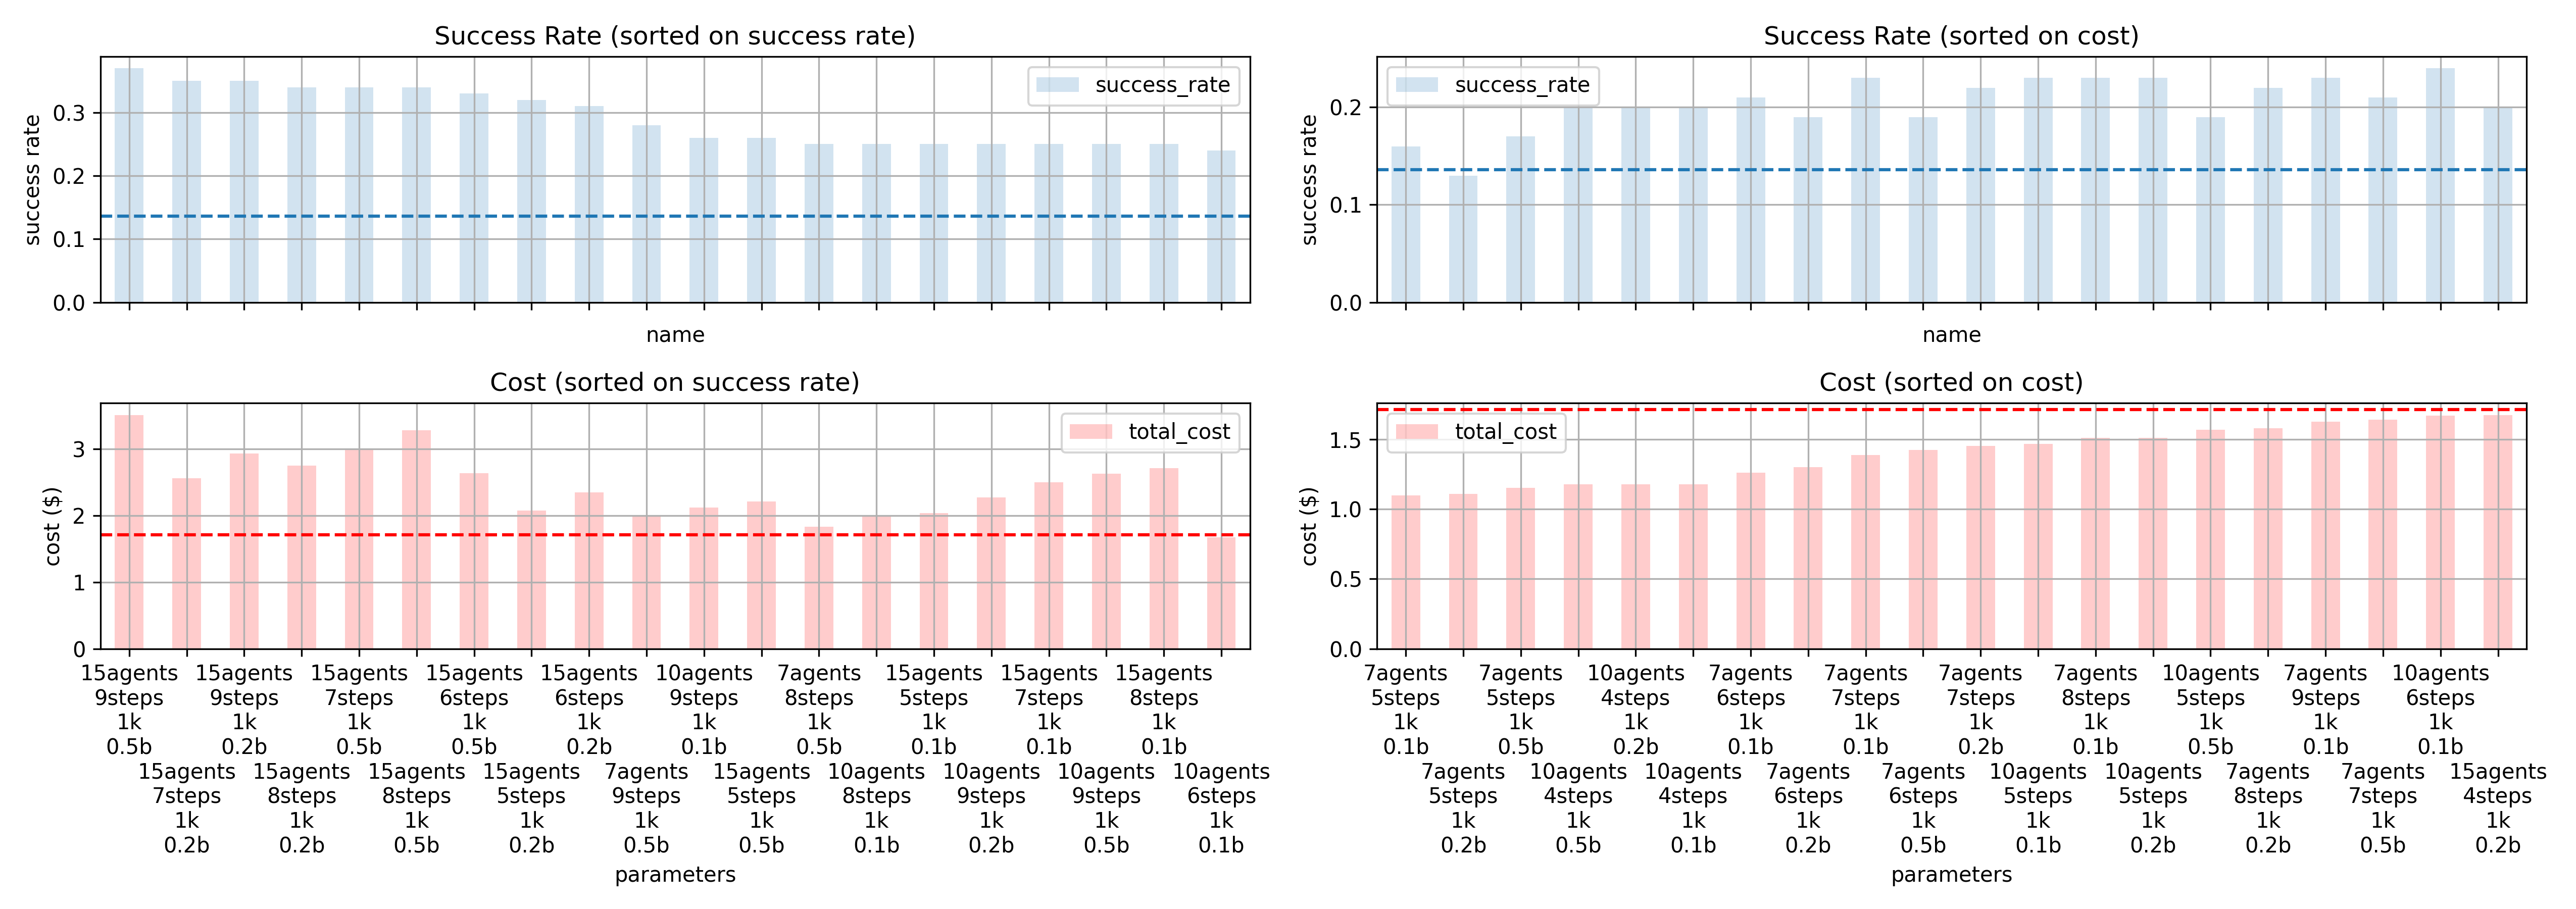 Success Rate (sorted on success rate)
success rate
0.3
0.2
0.1
0.0
success_rate
name
Success Rate (sorted on cost)
success rate
0.2
0.1
0.0
success_rate
name
Cost (sorted on success rate)
cost ($)
3
2
1
0
total_cost
15agents
9steps
1k
0.5b
15agents
7steps
1k
0.2b
15agents
9steps
1k
0.2b
15agents
8steps
1k
0.2b
15agents
7steps
1k
0.5b
15agents
8steps
1k
0.5b
15agents
6steps
1k
0.5b
15agents
5steps
1k
0.2b
15agents
6steps
1k
0.2b
7agents
9steps
1k
0.5b
10agents
9steps
1k
0.1b
15agents
5steps
1k
0.5b
7agents
8steps
1k
0.5b
10agents
8steps
1k
0.1b
15agents
5steps
1k
0.1b
10agents
9steps
1k
0.2b
15agents
7steps
1k
0.1b
10agents
9steps
1k
0.5b
15agents
8steps
1k
0.1b
10agents
6steps
1k
0.1b
parameters
Cost (sorted on cost)
cost ($)
1.5
1.0
0.5
0.0
total_cost
7agents
5steps
1k
0.1b
7agents
5steps
1k
0.2b
7agents
5steps
1k
0.5b
10agents
4steps
1k
0.5b
10agents
4steps
1k
0.2b
10agents
4steps
1k
0.1b
7agents
6steps
1k
0.1b
7agents
6steps
1k
0.2b
7agents
7steps
1k
0.1b
7agents
6steps
1k
0.5b
7agents
7steps
1k
0.2b
10agents
5steps
1k
0.1b
7agents
8steps
1k
0.1b
10agents
5steps
1k
0.2b
10agents
5steps
1k
0.5b
7agents
8steps
1k
0.2b
7agents
9steps
1k
0.1b
7agents
7steps
1k
0.5b
10agents
6steps
1k
0.1b
15agents
4steps
1k
0.2b
parameters